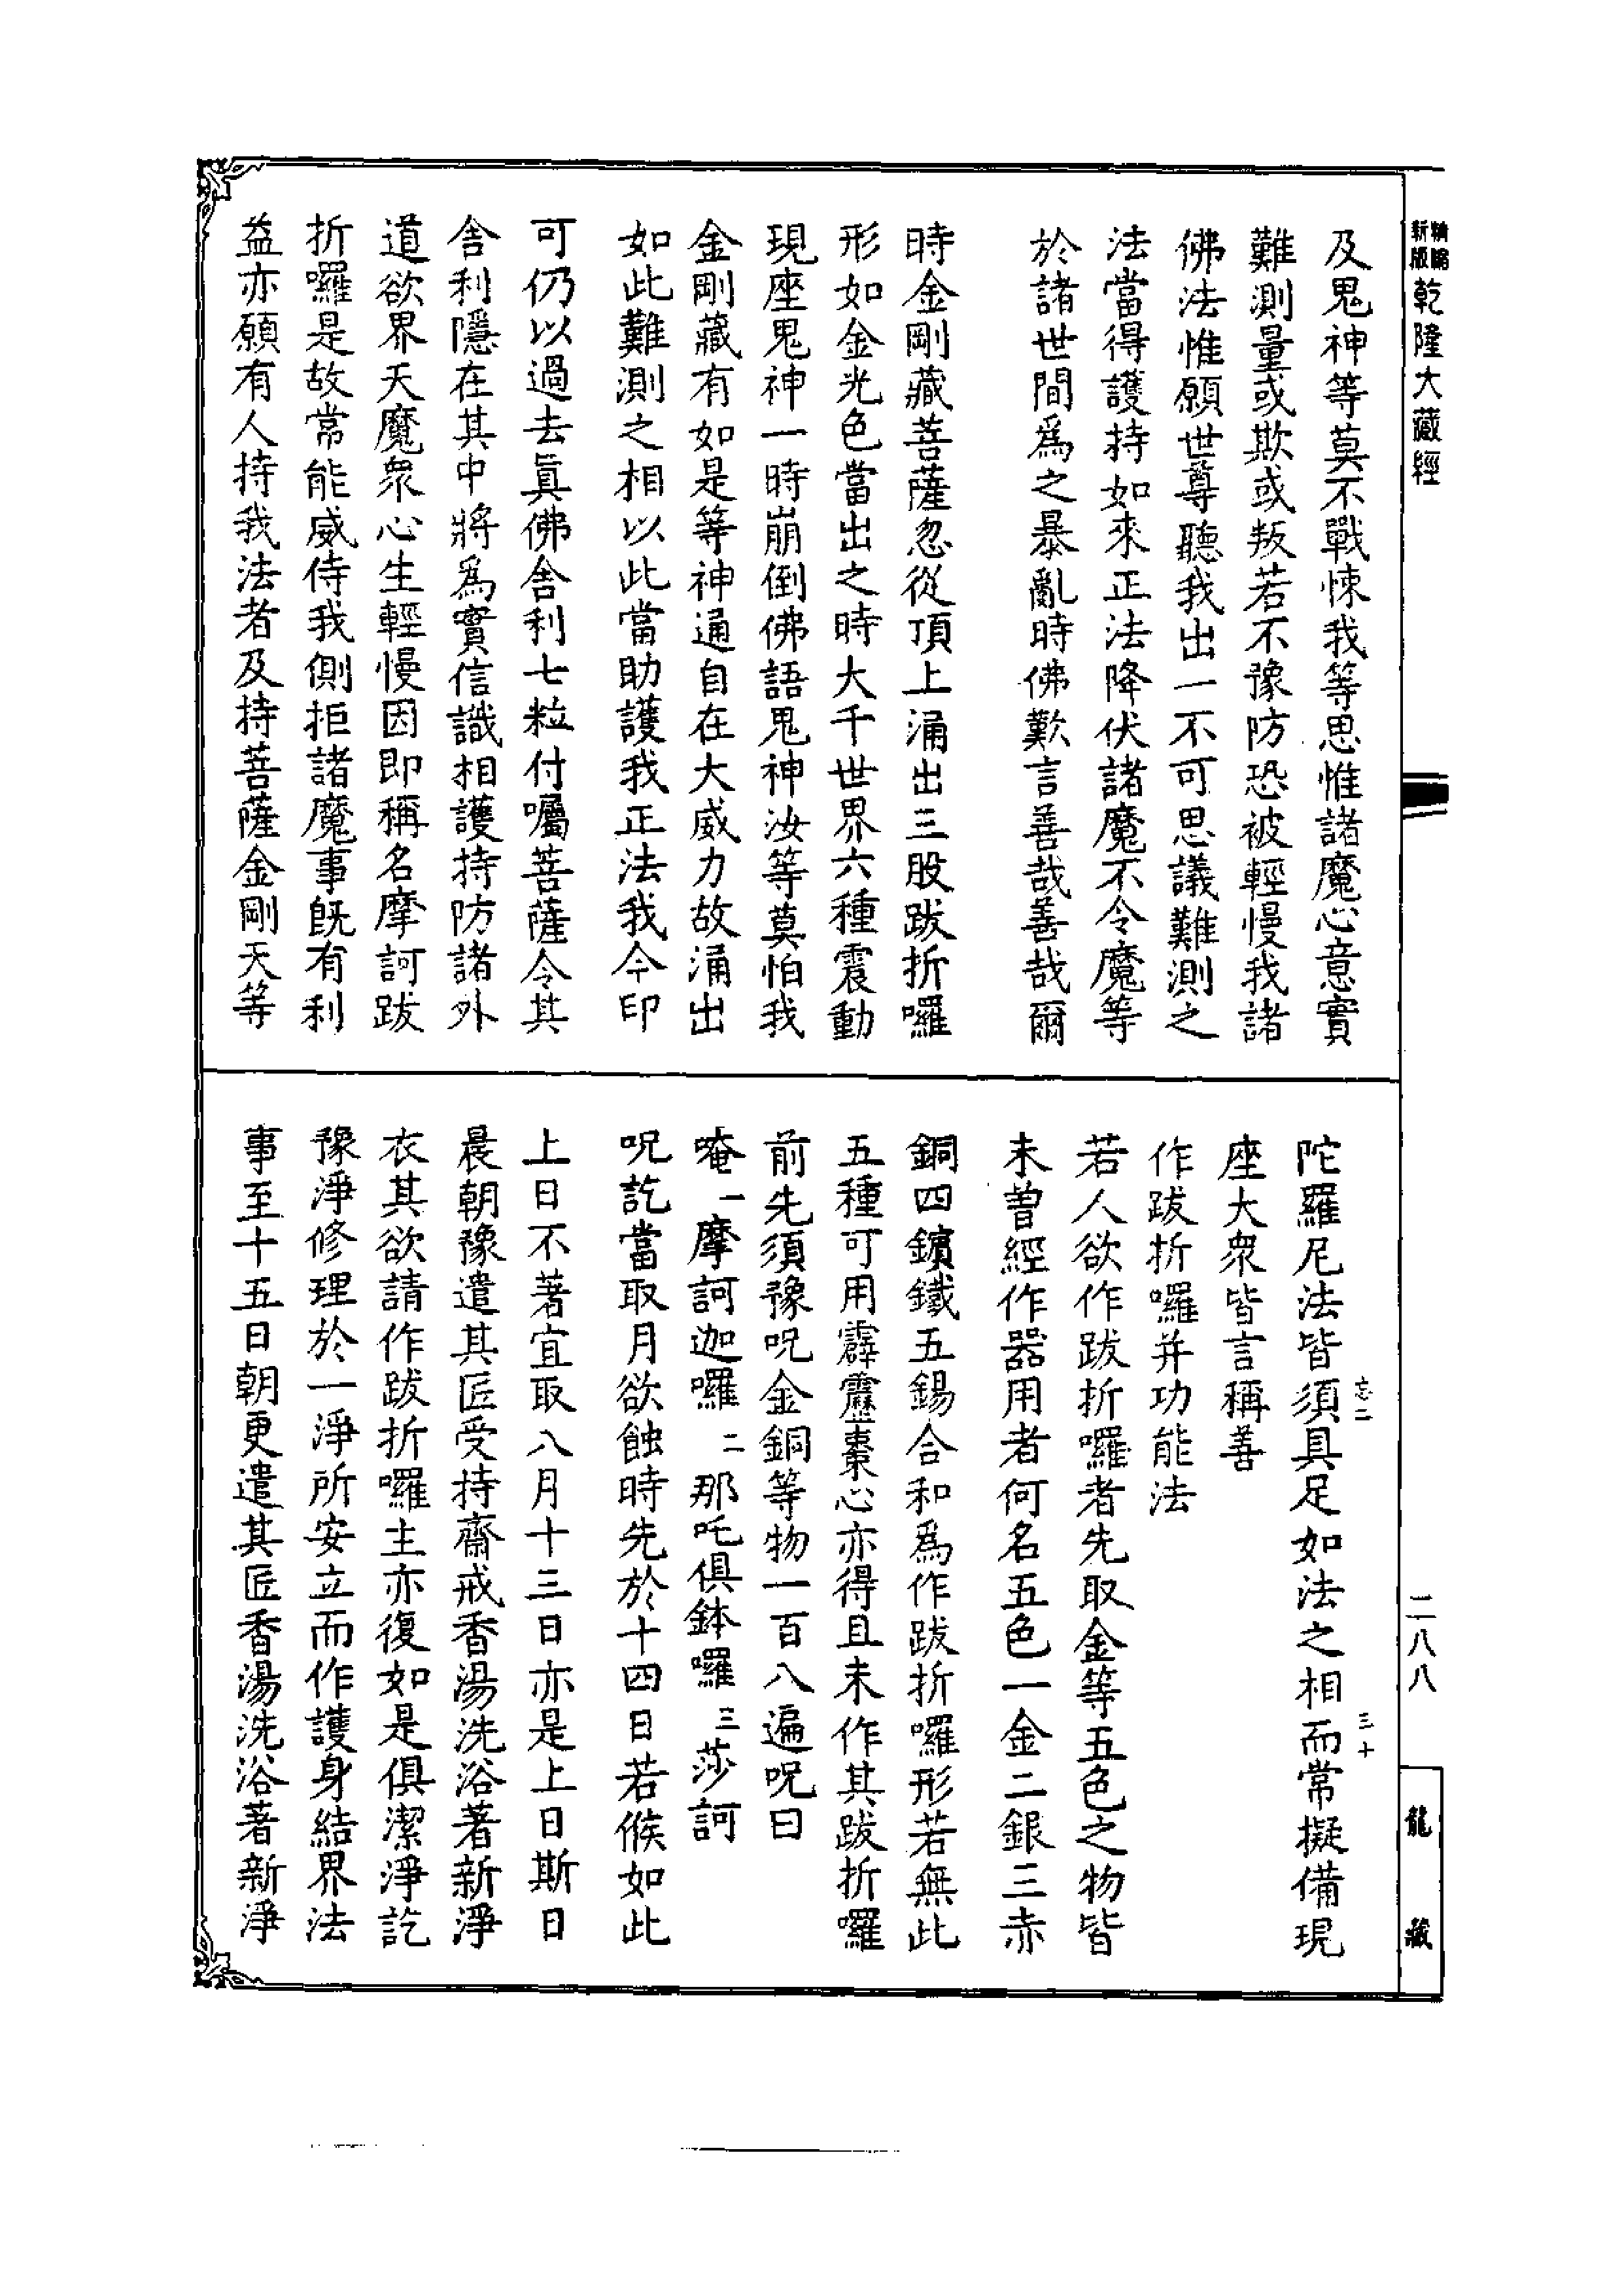 新版
精縮
乾隆大藏經
二八八
龍藏
及鬼神等莫不戰悚我等思惟諸魔心意實
難測量或欺或叛若不豫防恐被輕慢我諸
佛法惟願世尊聽我出一不可思議難測之
法當得護持如來正法降伏諸魔不令魔等
於諸世間爲之暴亂時佛歎言善哉善哉爾
時金剛藏菩薩忽從頂上涌出三股跋折囉
形如金光色當出之時大千世界六種震動
現座鬼神一時崩倒佛語鬼神汝等莫怕我
金剛藏有如是等神通自在大威力故涌出
如此難測之相以此當助護我正法我今印
可仍以過去眞佛舍利七粒付囑菩薩令其
舍利隱在其中將爲實信識相護持防諸外
道欲界天魔衆心生輕慢因即稱名摩訶跋
折囉是故常能威侍我側拒諸魔事既有利
益亦願有人持我法者及持菩薩金剛天等
陀羅尼法皆須具足如法之相而常擬備現
座大衆皆言稱善
作跋折囉并功能法
若人欲作跋折囉者先取金等五色之物皆
未曾經作器用者何名五色一金二銀三赤
銅四鑌鐵五錫合和爲作跋折囉形若無此
五種可用霹靂棗心亦得且未作其跋折囉
前先須豫呪金銅等物一百八遍呪曰
唵一摩訶迦囉二那吒俱鉢囉三莎訶
呪訖當取月欲蝕時先於十四日若候如此
上日不著宜取八月十三日亦是上日斯日
晨朝豫遣其匠受持齋戒香湯洗浴著新淨
衣其欲請作跋折囉主亦復如是俱潔淨訖
豫淨修理於一淨所安立而作護身結界法
事至十五日朝更遣其匠香湯洗浴著新淨
忘二
三十